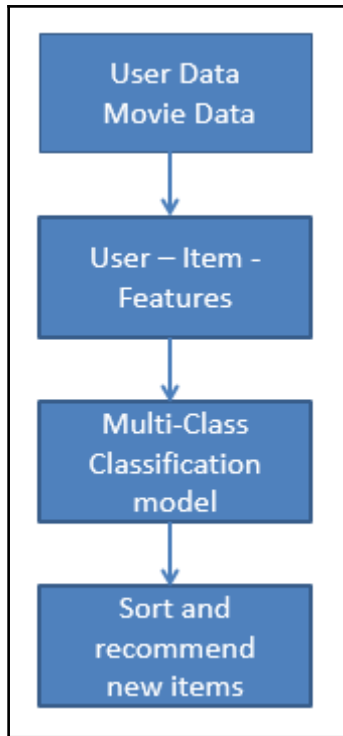 User Data
Movie Data
User – Item -
Features
Multi-Class
Classification
model
Sort and
recommend
new items